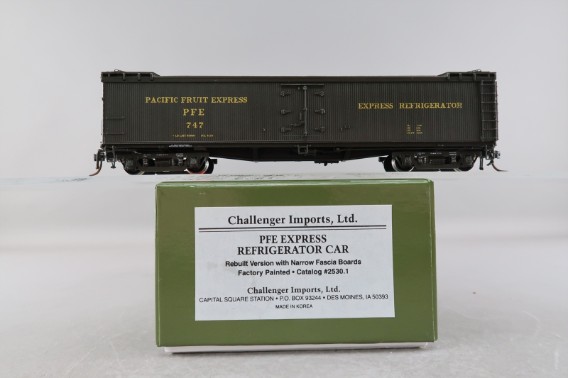 PACIFIC FRUIT EXPRESS
PFE
747
EXPRESS REFRIGERATOR
Challenger Imports, Ltd.
PFE EXPRESS
REFRIGERATOR CAR
Rebuilt Version with Narrow Fascia Boards
Factory Painted • Catalog #2530.1
Challenger Imports, Ltd.
CAPITAL SQUARE STATION • P.O. BOX 93244 • DES MOINES, IA 50393
MADE IN KOREA